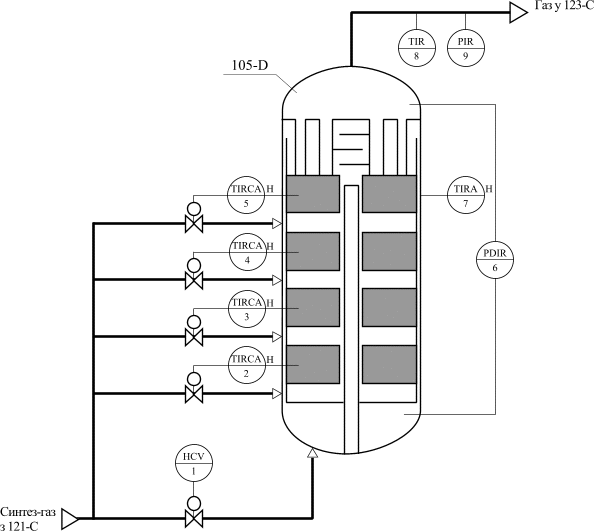 Газ у 123-С
TIR
8
PIR
9
105-D
TIRCA H
5
TIRA H
7
TIRCA H
4
PDIR
6
TIRCA H
3
TIRCA H
2
HCV
1
Синтез-газ
з 121-С